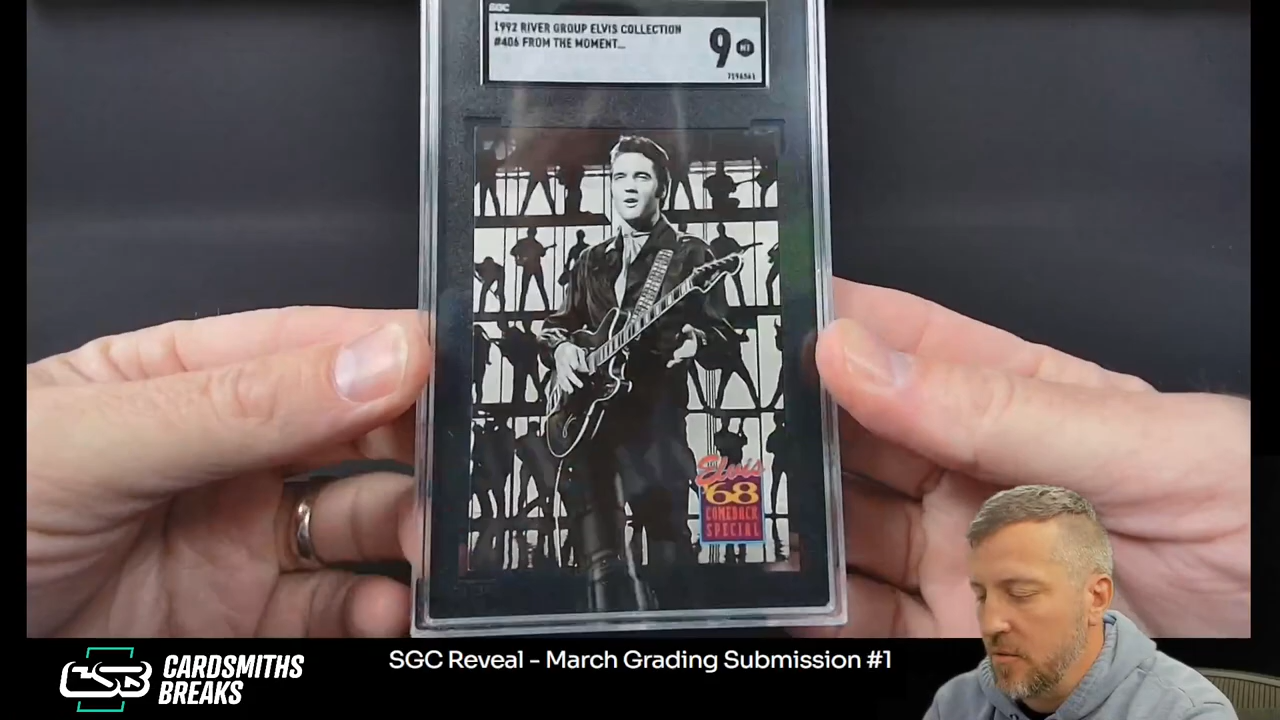 SGC
1992 RIVER GROUP ELVIS COLLECTION
#406 FROM THE MOMENT...
9 MT
7196561
Elvis
'68
COMEBACK
SPECIAL
SGC Reveal - March Grading Submission #1
CSB
CARDSMITHS
BREAKS